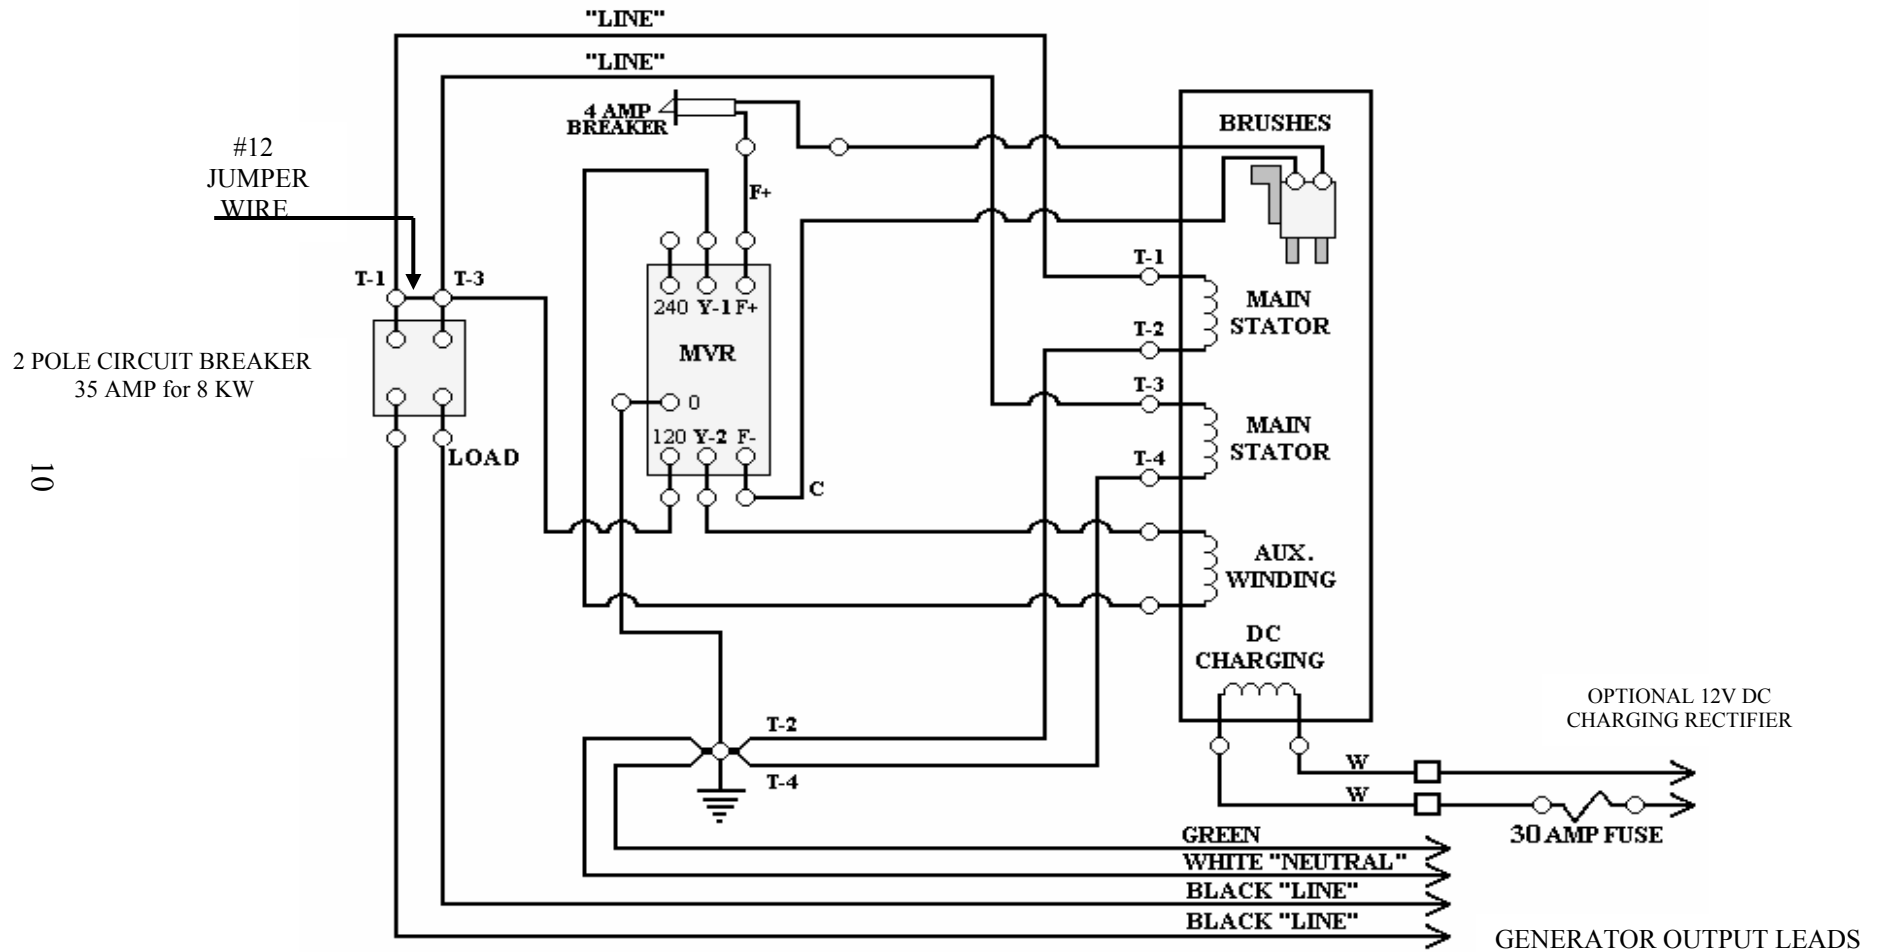 "LINE"
"LINE"
4 AMP
BREAKER
BRUSHES
#12
JUMPER
WIRE
F+
T-1
T-3
T-1
MAIN
STATOR
240 Y-1 F+
T-2
MVR
2 POLE CIRCUIT BREAKER
35 AMP for 8 KW
T-3
0
MAIN
STATOR
120 Y-2 F-
LOAD
T-4
10
C
AUX.
WINDING
DC
CHARGING
OPTIONAL 12V DC
CHARGING RECTIFIER
T-2
T-4
W
W
30 AMP FUSE
GREEN
WHITE "NEUTRAL"
BLACK "LINE"
BLACK "LINE"
GENERATOR OUTPUT LEADS